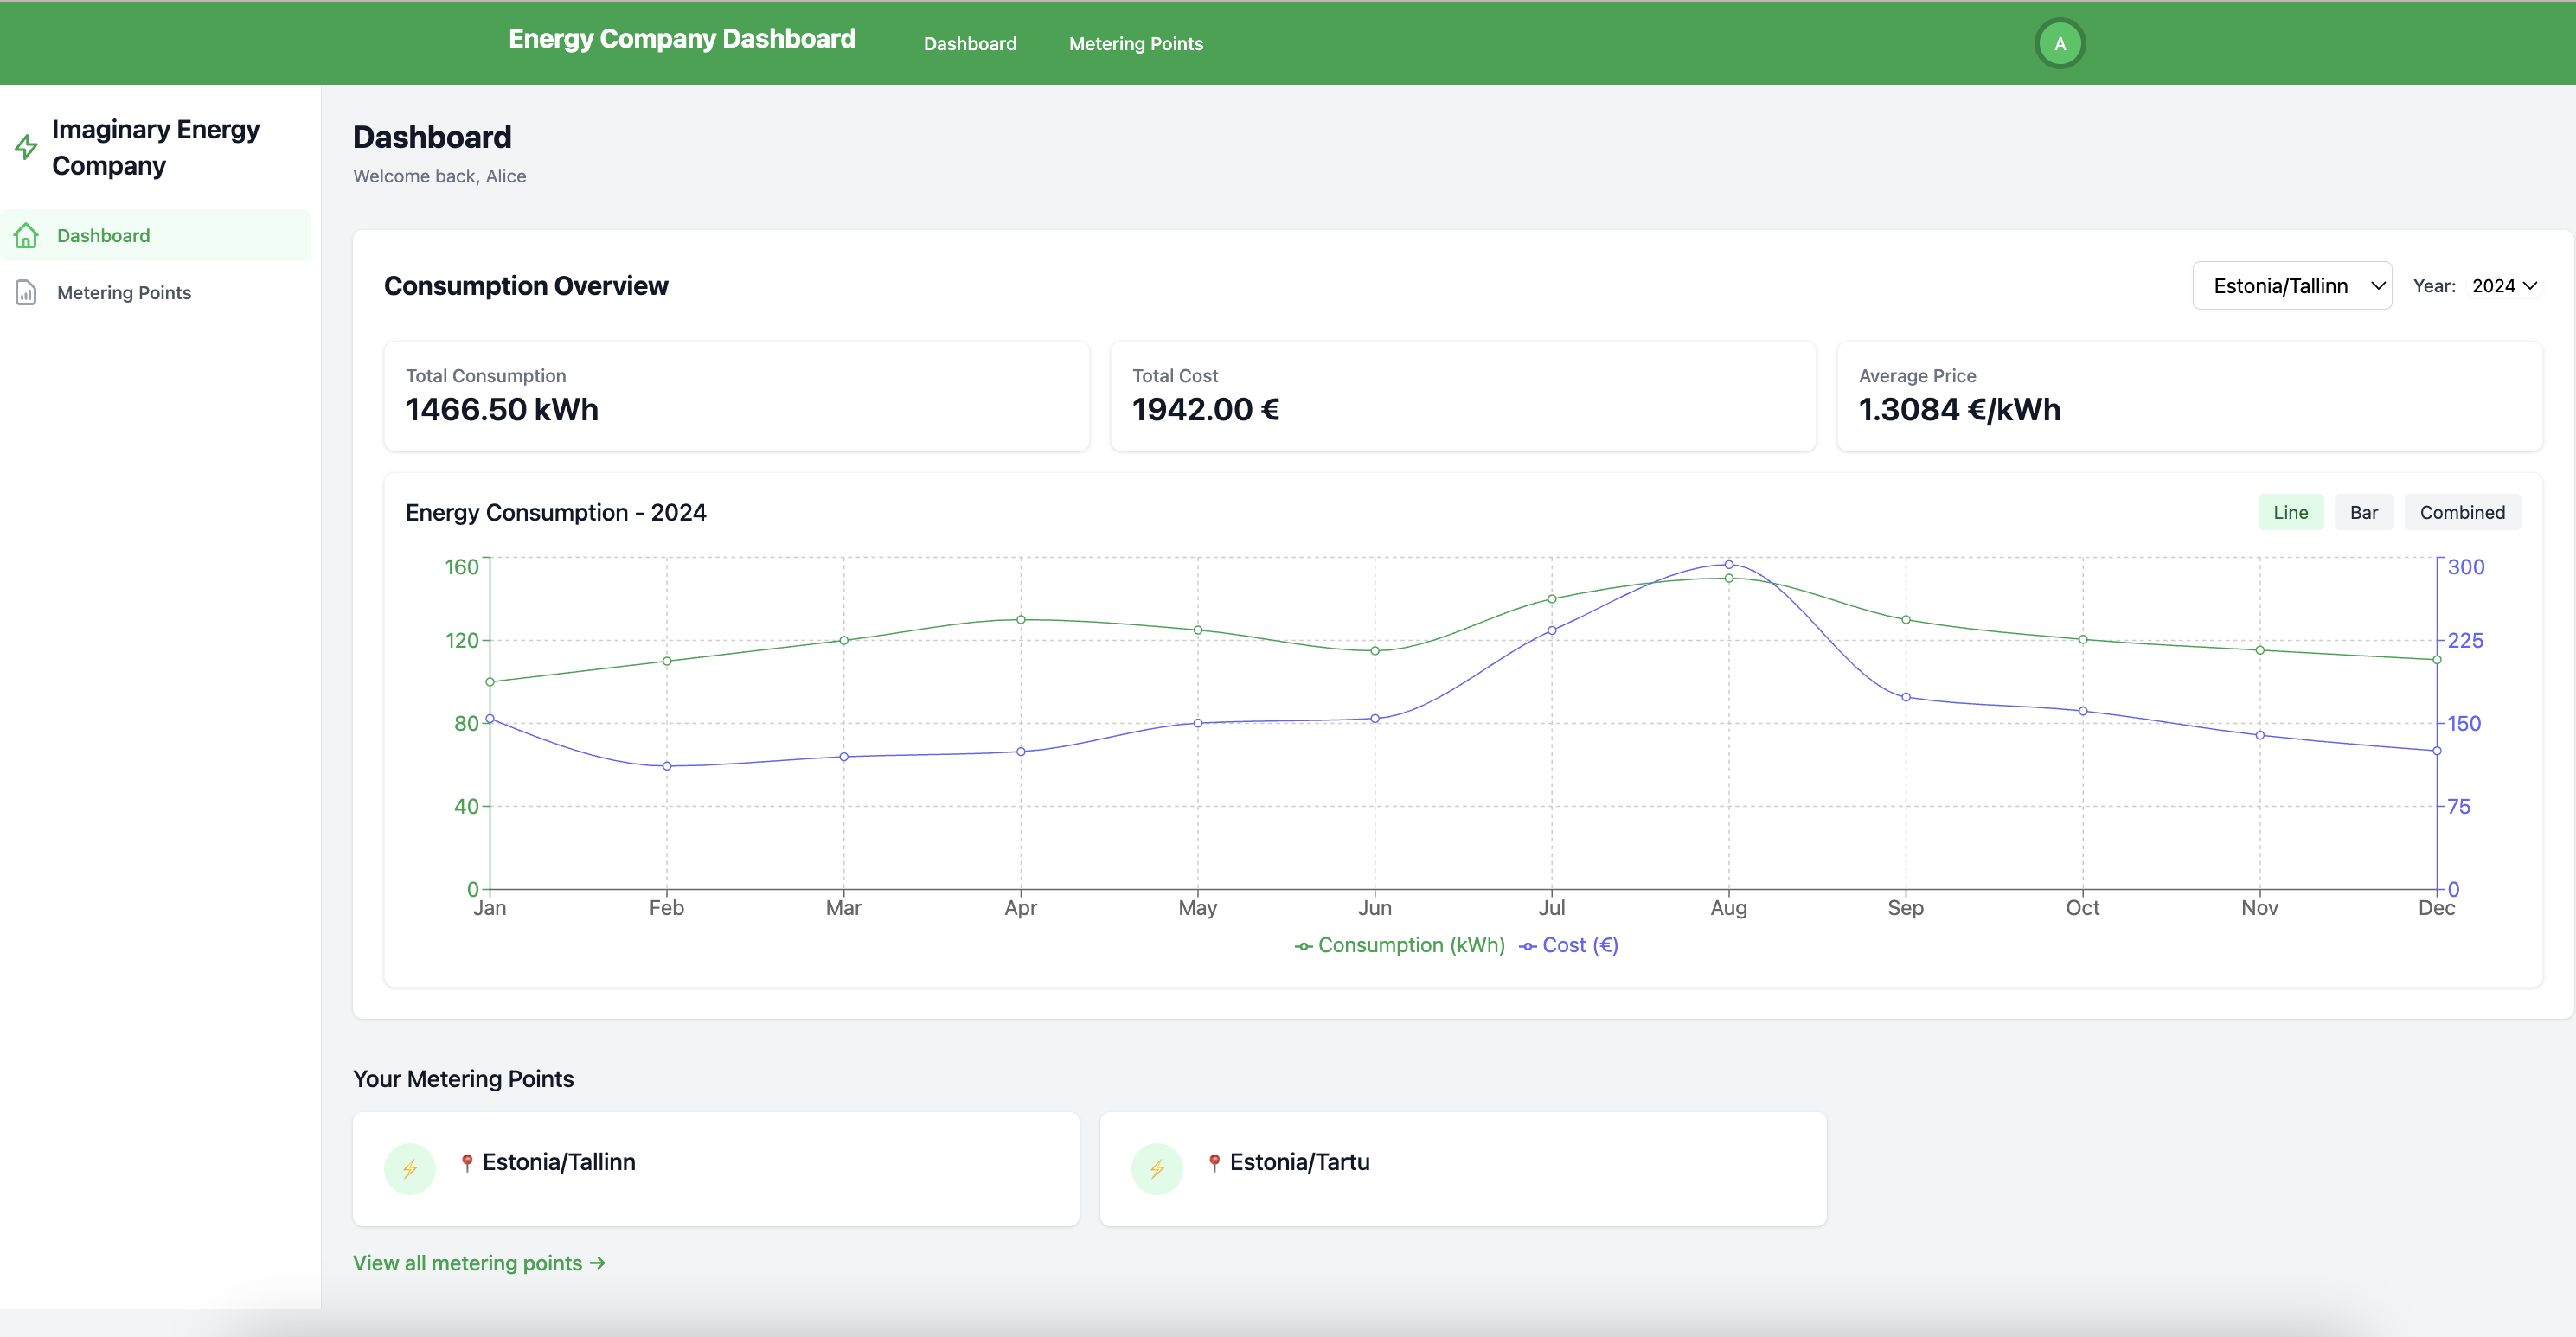 Energy Company Dashboard
Dashboard
Metering Points
A
Imaginary Energy
Company
Dashboard
Metering Points
Dashboard
Welcome back, Alice
Consumption Overview
Estonia/Tallinn
Year: 2024
Total Consumption
1466.50 kWh
Total Cost
1942.00 €
Average Price
1.3084 €/kWh
Energy Consumption - 2024
Line
Bar
Combined
160
120
80
40
0
300
225
150
75
0
Jan Feb Mar Apr May Jun Jul Aug Sep Oct Nov Dec
Consumption (kWh) Cost (€)
Your Metering Points
Estonia/Tallinn
Estonia/Tartu
View all metering points →